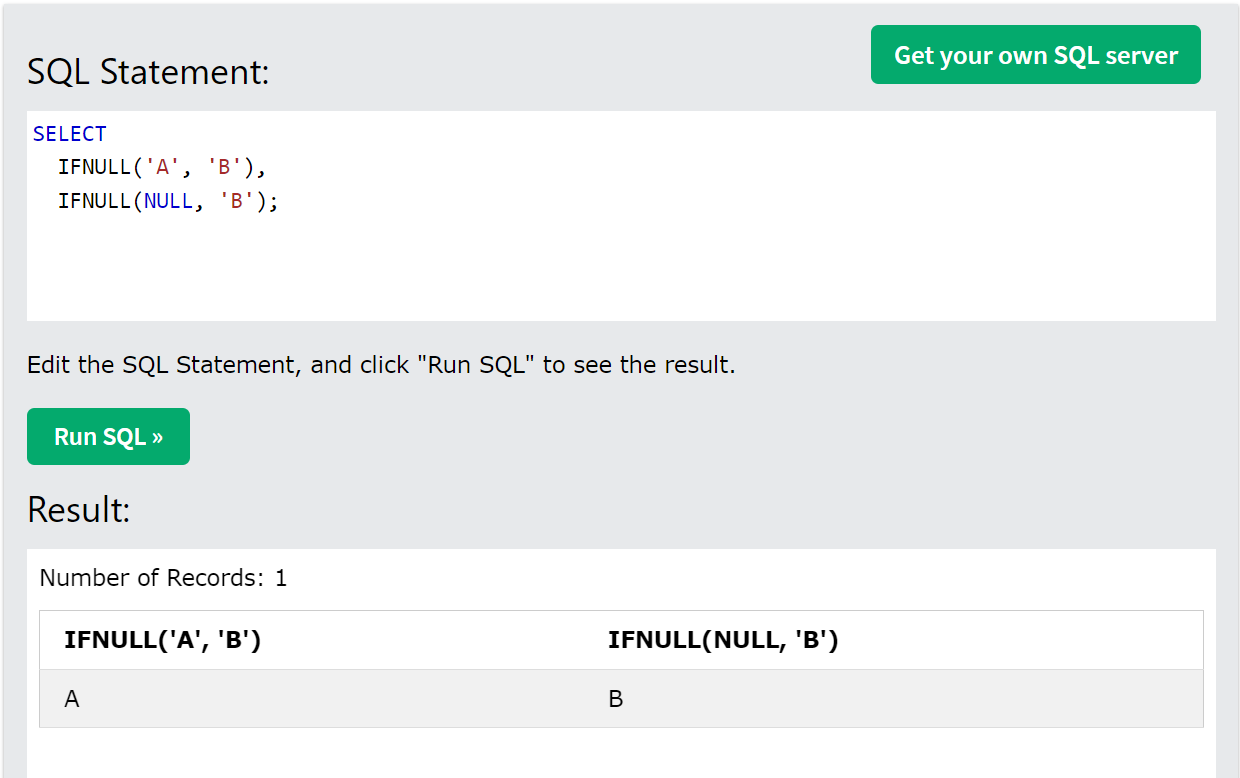 Get your own SQL server
SQL Statement:
SELECT
IFNULL('A', 'B'),
IFNULL(NULL, 'B');
Edit the SQL Statement, and click "Run SQL" to see the result.
Run SQL »
Result:
Number of Records: 1
IFNULL('A', 'B') IFNULL(NULL, 'B')
A B